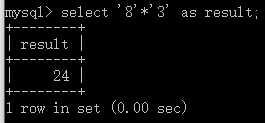 mysql> select '8'*'3' as result;
+--------+
| result |
+--------+
|     24 |
+--------+
1 row in set (0.00 sec)